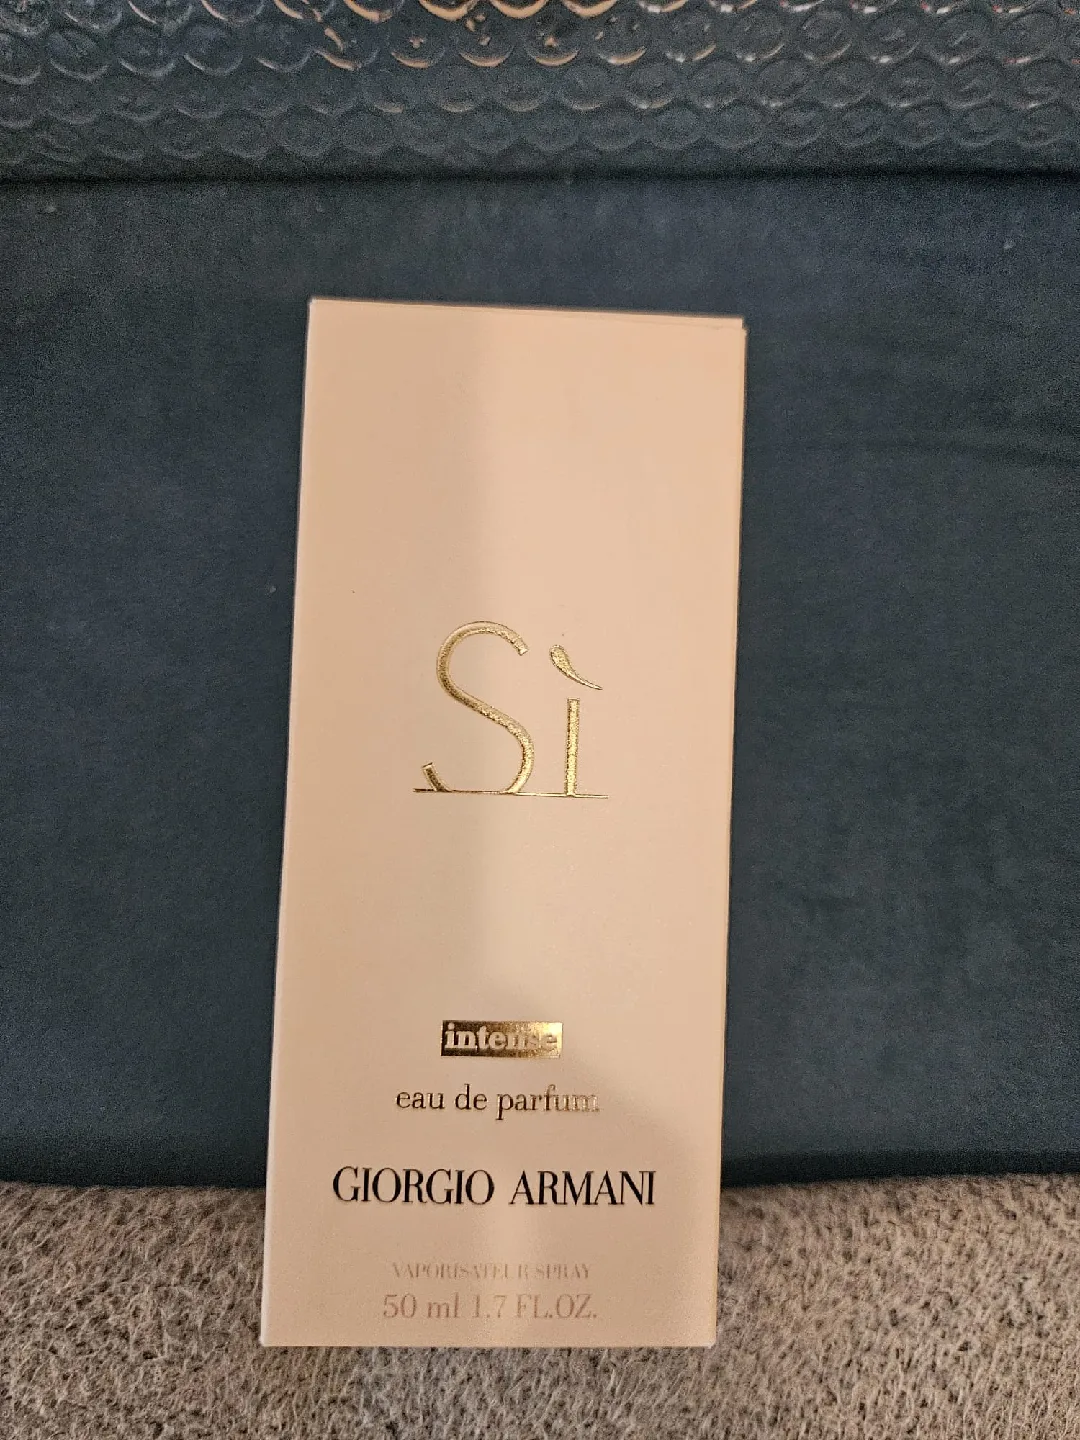 Sì
intense
eau de parfum
GIORGIO ARMANI
VAPORISATEUR SPRAY
50 ml 1.7 FL.OZ.